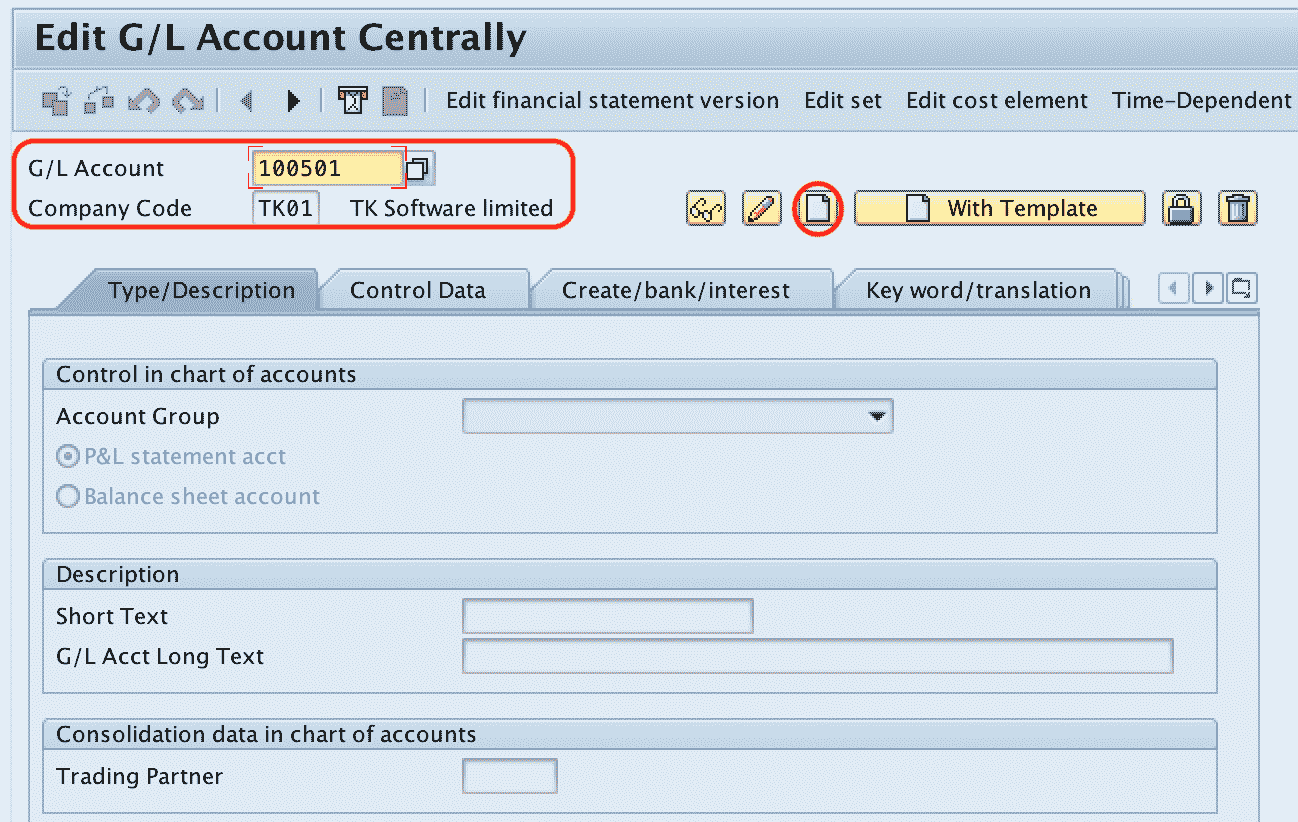 Edit G/L Account Centrally
Edit financial statement version Edit set Edit cost element Time-Dependent
G/L Account 100501
Company Code TK01 TK Software limited
With Template
Type/Description Control Data Create/bank/interest Key word/translation
Control in chart of accounts
Account Group
P&L statement acct
Balance sheet account
Description
Short Text
G/L Acct Long Text
Consolidation data in chart of accounts
Trading Partner